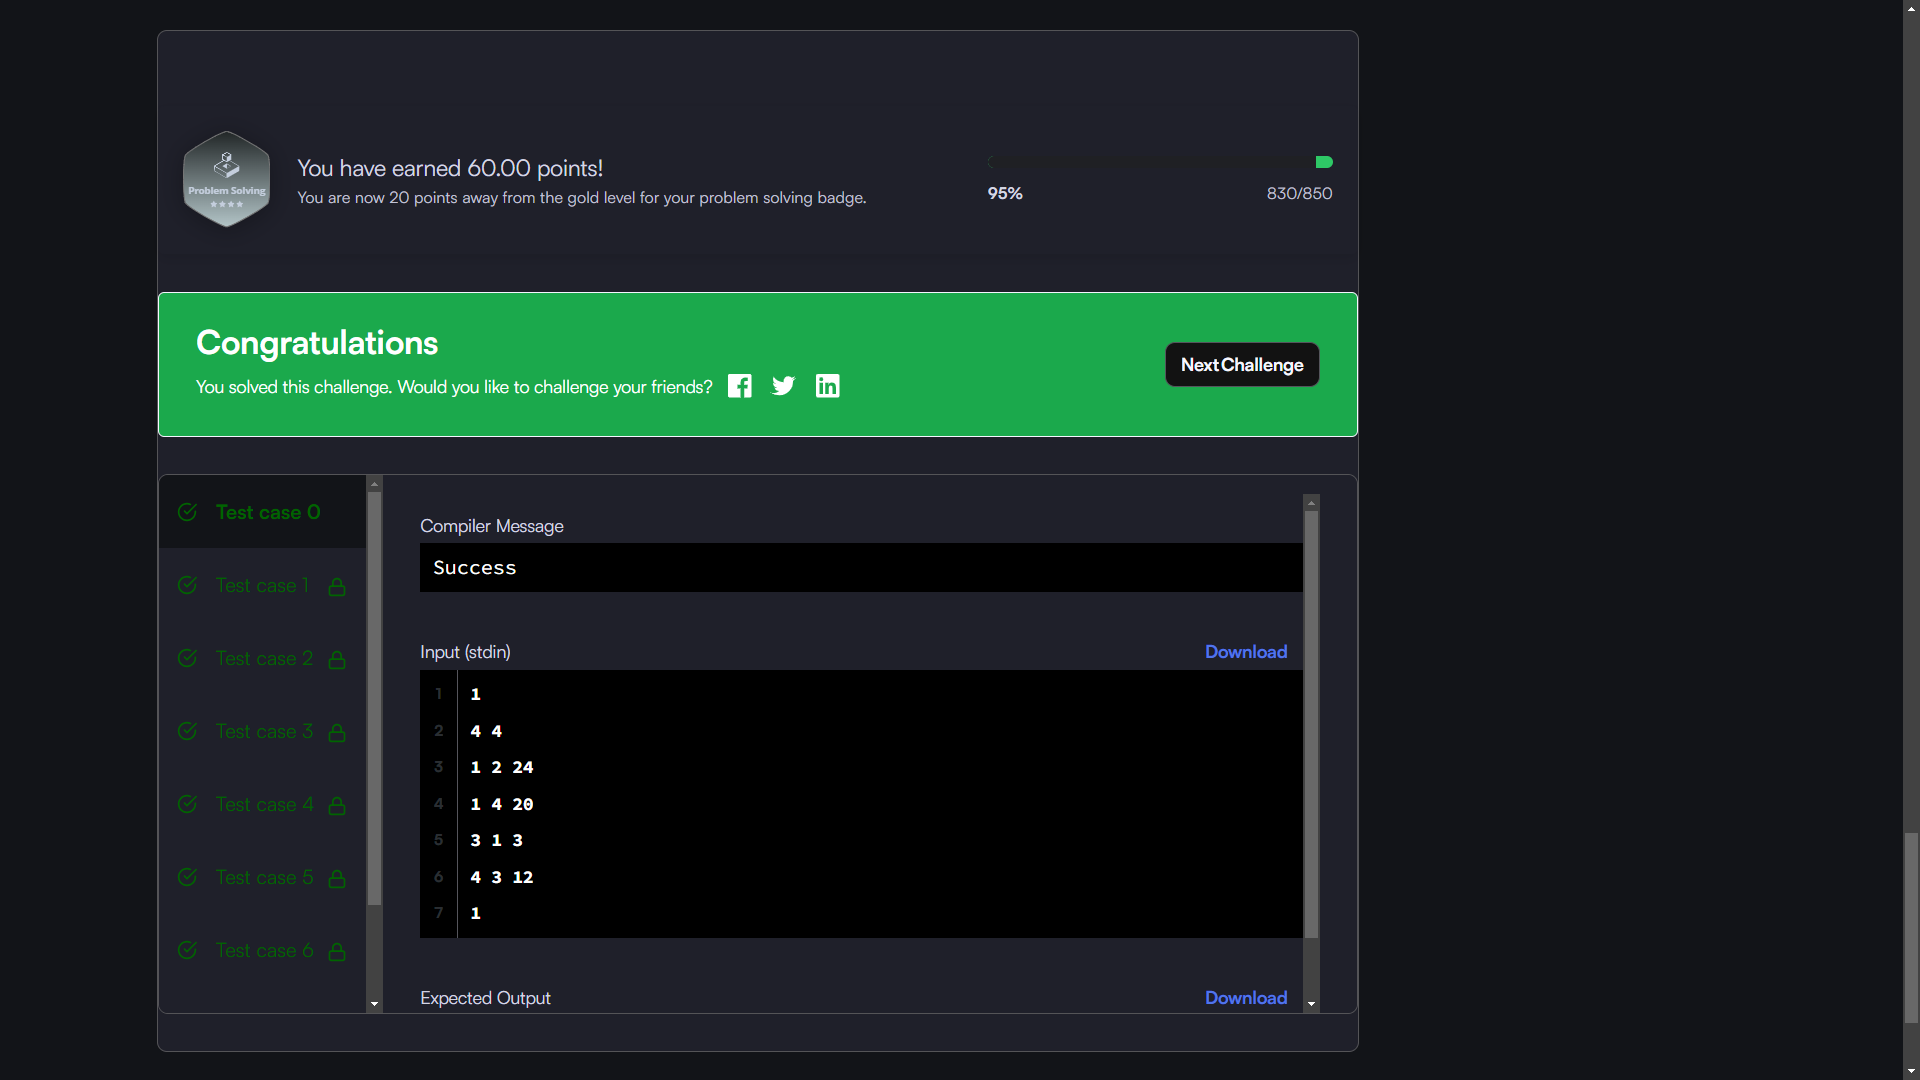 Problem Solving
You have earned 60.00 points!
You are now 20 points away from the gold level for your problem solving badge.
95%
830/850
Congratulations
You solved this challenge. Would you like to challenge your friends?
Next Challenge
Test case 0
Test case 1
Test case 2
Test case 3
Test case 4
Test case 5
Test case 6
Compiler Message
Success
Input (stdin)
Download
1 1
2 4 4
3 1 2 24
4 1 4 20
5 3 1 3
6 4 3 12
7 1
Expected Output
Download